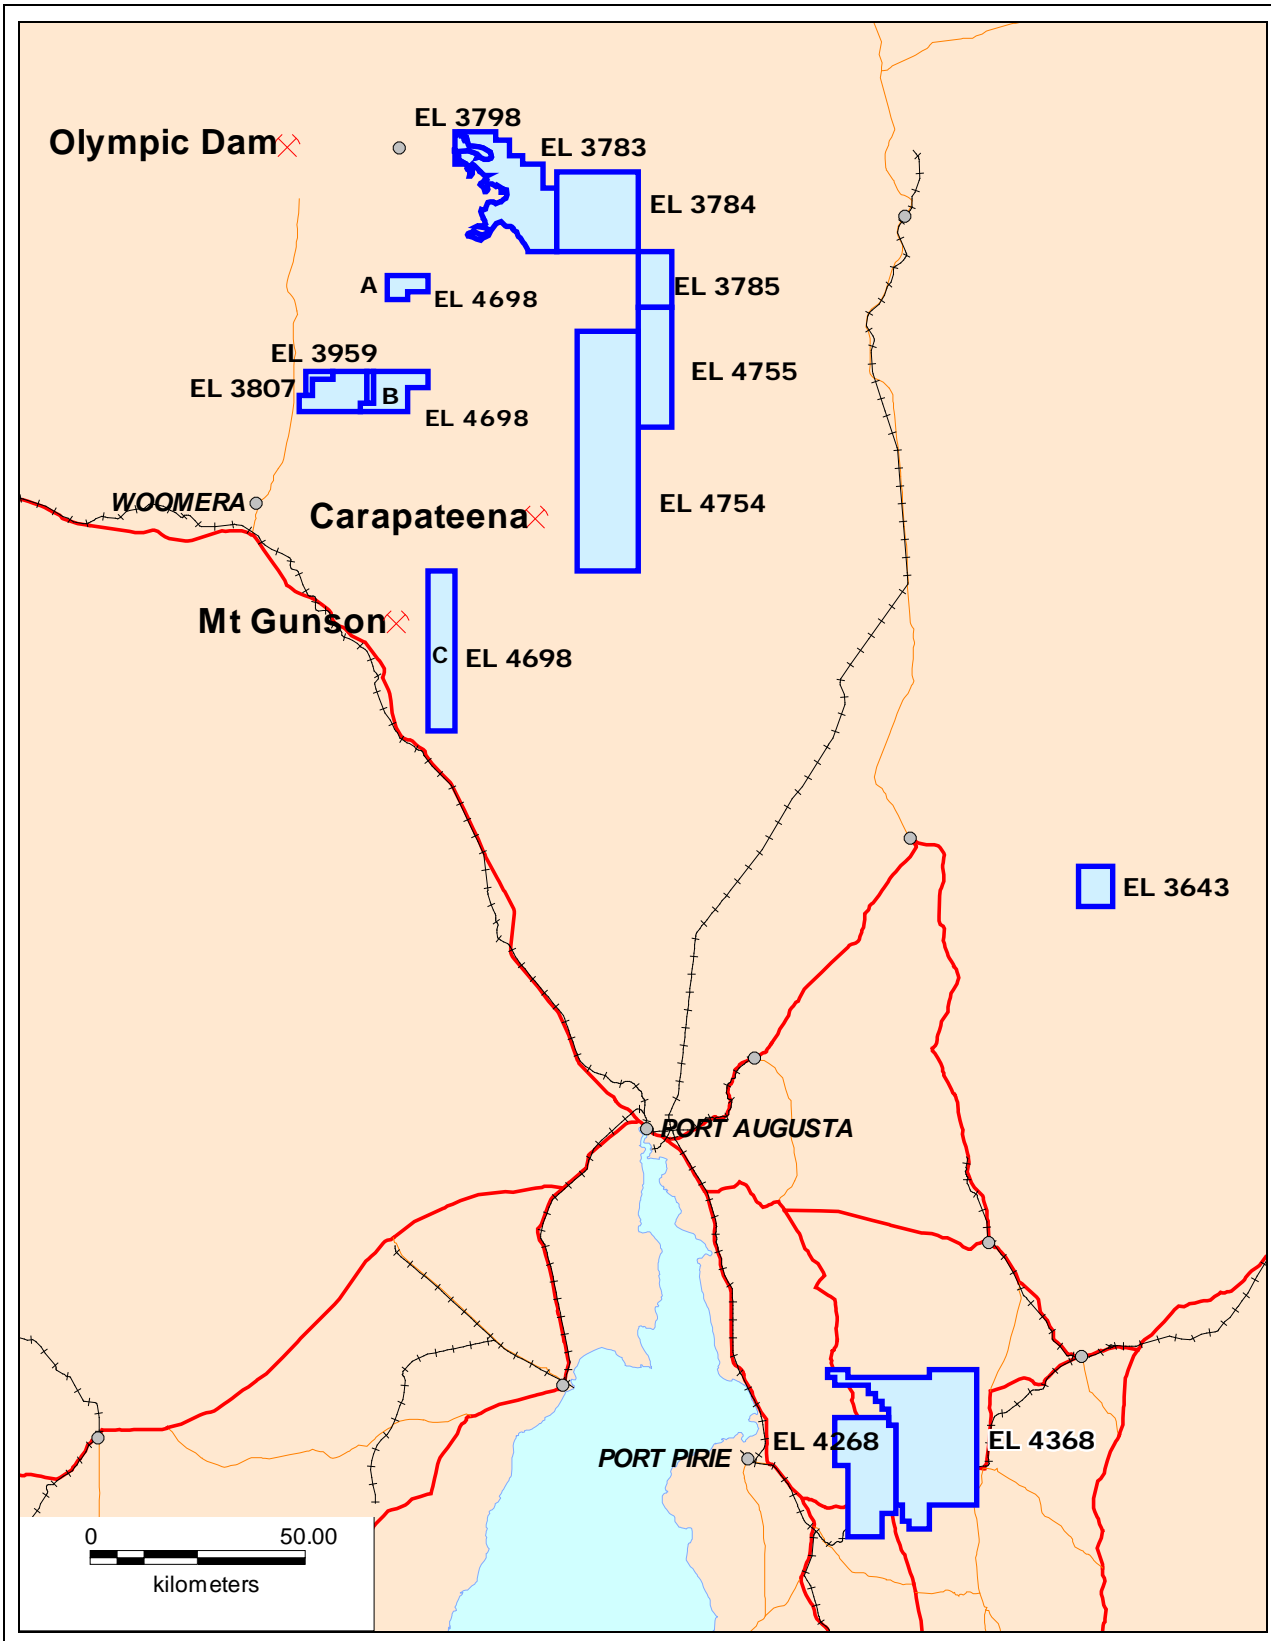 EL 3798
Olympic Dam
EL 3783
EL 3784
A
EL 4698
EL 3785
EL 3959
EL 3807
B
EL 4698
EL 4755
WOOMERA
Carapateena
EL 4754
Mt Gunson
C
EL 4698
EL 3643
PORT AUGUSTA
EL 4268
EL 4368
PORT PIRIE
0 50.00
kilometers